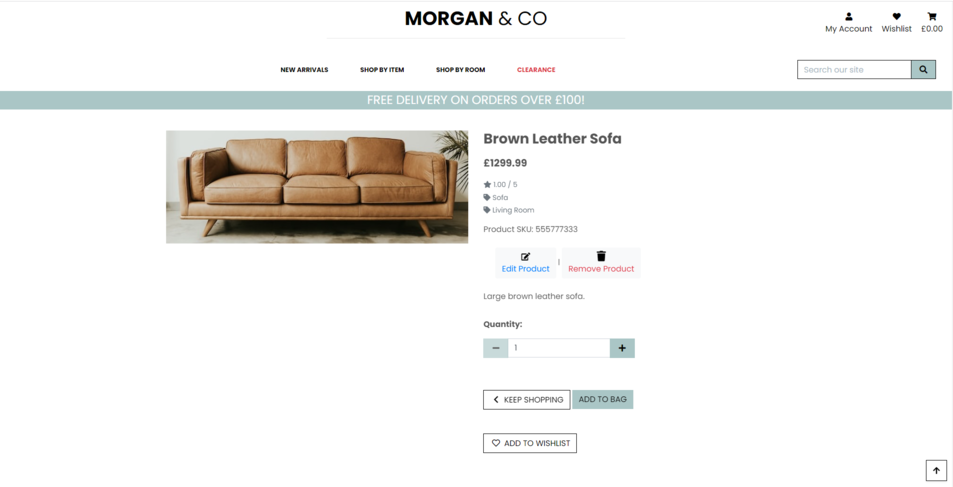 MORGAN & CO
My Account
Wishlist
£0.00
NEW ARRIVALS
SHOP BY ITEM
SHOP BY ROOM
CLEARANCE
Search our site
FREE DELIVERY ON ORDERS OVER £100!
Brown Leather Sofa
£1299.99
1.00 / 5
Sofa
Living Room
Product SKU: 555777333
Edit Product | Remove Product
Large brown leather sofa.
Quantity:
1
KEEP SHOPPING
ADD TO BAG
ADD TO WISHLIST